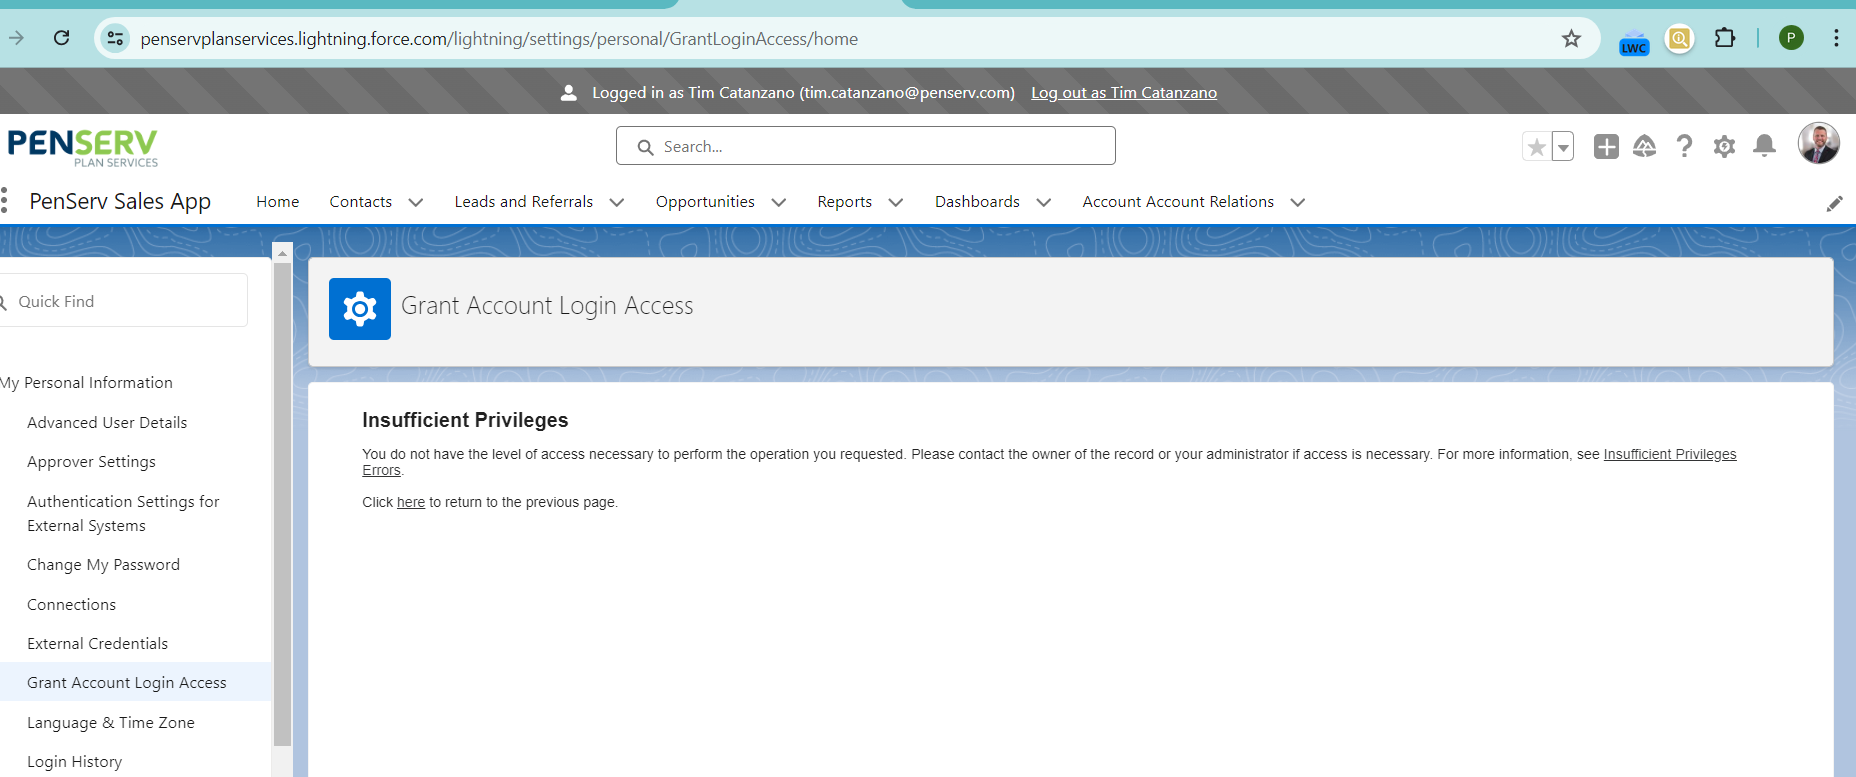 penservplanservices.lightning.force.com/lightning/settings/personal/GrantLoginAccess/home
LWC
P
Logged in as Tim Catanzano (tim.catanzano@penserv.com) Log out as Tim Catanzano
PENSERV
PLAN SERVICES
Search...
PenServ Sales App Home Contacts Leads and Referrals Opportunities Reports Dashboards Account Account Relations
Quick Find
My Personal Information
Advanced User Details
Approver Settings
Authentication Settings for
External Systems
Change My Password
Connections
External Credentials
Grant Account Login Access
Language & Time Zone
Login History
Grant Account Login Access
Insufficient Privileges
You do not have the level of access necessary to perform the operation you requested. Please contact the owner of the record or your administrator if access is necessary. For more information, see Insufficient Privileges
Errors.
Click here to return to the previous page.